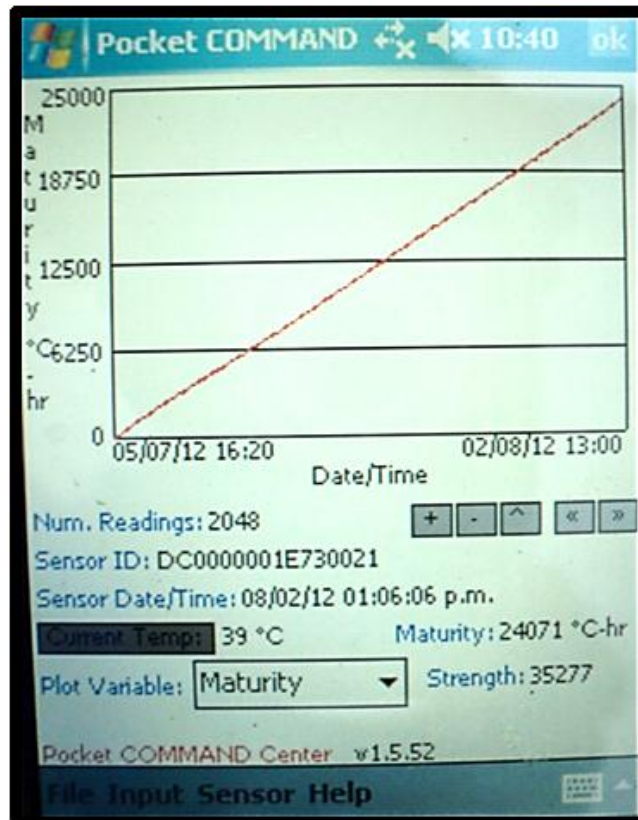 Pocket COMMAND 10:40 ok
25000
Maturity °C-hr
18750
12500
6250
0
05/07/12 16:20 02/08/12 13:00
Date/Time
Num. Readings: 2048 + - ^ « »
Sensor ID: DC0000001E730021
Sensor Date/Time: 08/02/12 01:06:06 p.m.
Current Temp: 39 °C Maturity: 24071 °C-hr
Plot Variable: Maturity Strength: 35277
Pocket COMMAND Center v1.5.52
File Input Sensor Help